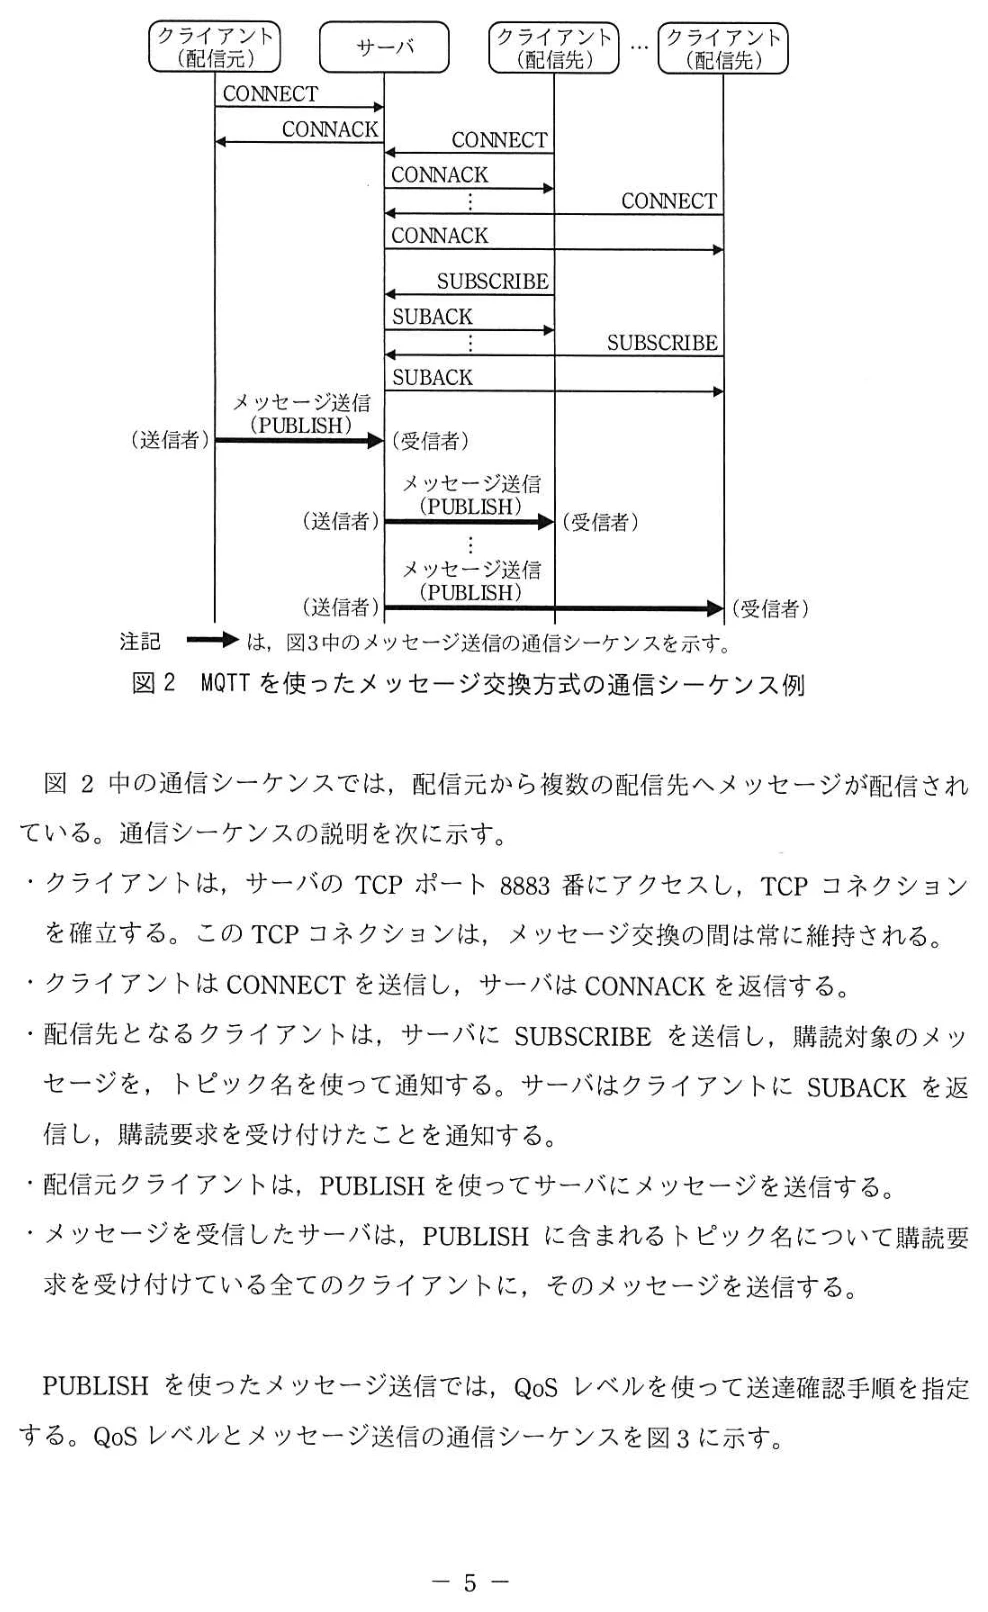 クライアント
(配信元)
サーバ
クライアント
(配信先)
…
クライアント
(配信先)
CONNECT
CONNACK
CONNECT
CONNACK
⋮
CONNECT
CONNACK
SUBSCRIBE
SUBACK
⋮
SUBSCRIBE
SUBACK
メッセージ送信
(PUBLISH)
(送信者)
(受信者)
メッセージ送信
(PUBLISH)
(送信者)
(受信者)
⋮
メッセージ送信
(PUBLISH)
(送信者)
(受信者)
注記 は，図3中のメッセージ送信の通信シーケンスを示す。
図2 MQTTを使ったメッセージ交換方式の通信シーケンス例
図 2 中の通信シーケンスでは，配信元から複数の配信先へメッセージが配信され
ている。通信シーケンスの説明を次に示す。
・クライアントは，サーバの TCP ポート 8883 番にアクセスし，TCP コネクション
を確立する。この TCP コネクションは，メッセージ交換の間は常に維持される。
・クライアントは CONNECT を送信し，サーバは CONNACK を返信する。
・配信先となるクライアントは，サーバに SUBSCRIBE を送信し，購読対象のメッ
セージを，トピック名を使って通知する。サーバはクライアントに SUBACK を返
信し，購読要求を受け付けたことを通知する。
・配信元クライアントは，PUBLISH を使ってサーバにメッセージを送信する。
・メッセージを受信したサーバは，PUBLISH に含まれるトピック名について購読要
求を受け付けている全てのクライアントに，そのメッセージを送信する。
PUBLISH を使ったメッセージ送信では，QoS レベルを使って送達確認手順を指定
する。QoS レベルとメッセージ送信の通信シーケンスを図 3 に示す。
－ 5 －